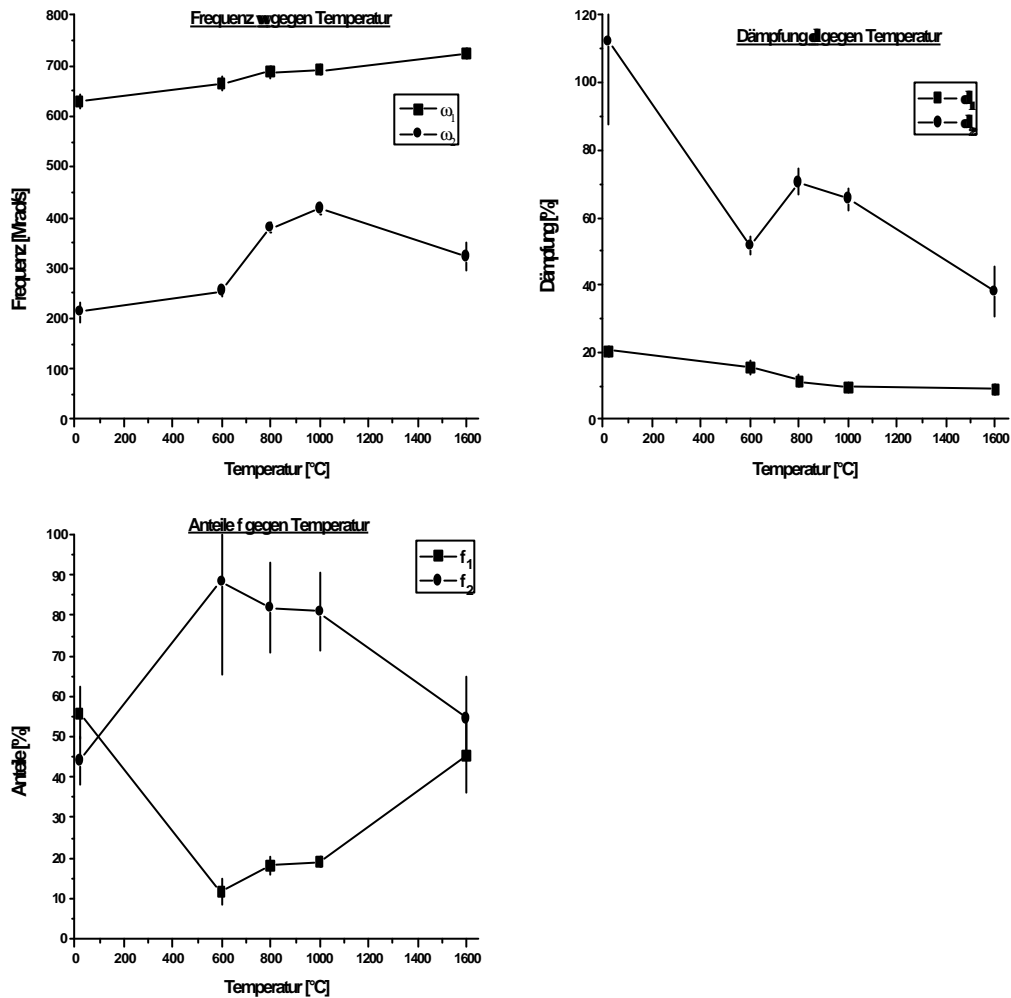 Frequenz ω gegen Temperatur
800
700
600
500
400
300
200
100
0
Frequenz [Mrad/s]
ω1
ω2
0 200 400 600 800 1000 1200 1400 1600
Temperatur [°C]
Dämpfung d gegen Temperatur
120
100
80
60
40
20
0
Dämpfung [%]
d1
d2
0 200 400 600 800 1000 1200 1400 1600
Temperatur [°C]
Anteile f gegen Temperatur
100
90
80
70
60
50
40
30
20
10
0
Anteile [%]
f1
f2
0 200 400 600 800 1000 1200 1400 1600
Temperatur [°C]